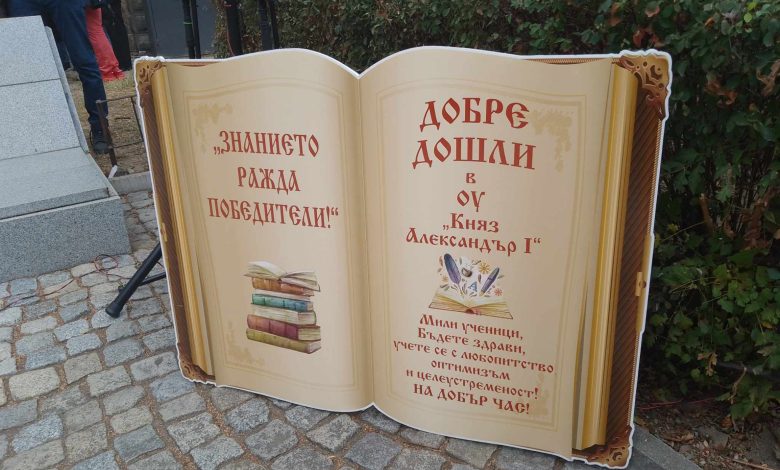 „ЗНАНИЕТО
РАЖДА
ПОБЕДИТЕЛИ!“
ДОБРЕ
ДОШЛИ
в
ОУ
„Княз
Александър I“
Мили ученици,
Бъдете здрави,
учете се с любопитство
оптимизъм
и целеустременост!
НА ДОБЪР ЧАС!